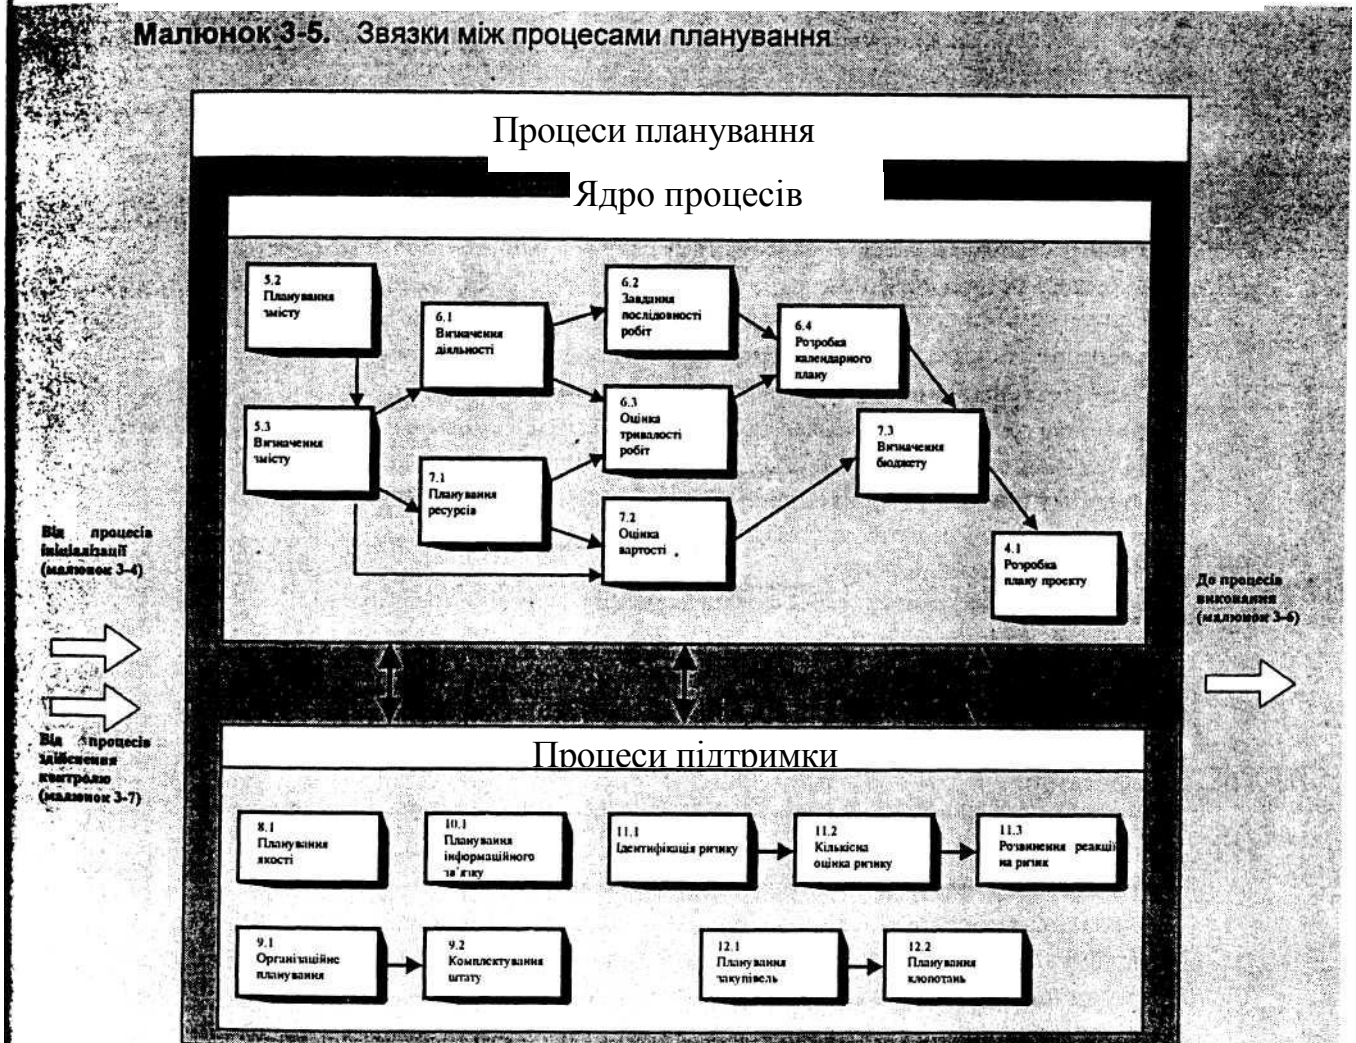 Малюнок 3-5. Звязки між процесами планування
Процеси планування
Ядро процесів
5.2
Планування
змісту
6.1
Визначення
діяльності
6.2
Завдання
послідовності
робіт
6.4
Розробка
календарного
плану
5.3
Визначення
змісту
6.3
Оцінка
тривалості
робіт
7.3
Визначення
бюджету
7.1
Планування
ресурсів
7.2
Оцінка
вартості
4.1
Розробка
плану проекту
Від процесів
ініціалізації
(малюнок 3-4)
До процесів
виковання
(малюнок 3-6)
Від процесів
здійснення
контролю
(малюнок 3-7)
Процеси підтримки
8.1
Планування
якості
10.1
Планування
інформаційного
зв'язку
11.1
Ідентифікація ризику
11.2
Кількісна
оцінка ризику
11.3
Розвинення реакції
на ризик
9.1
Організаційне
планування
9.2
Комплектування
штату
12.1
Планування
закупівель
12.2
Планування
клопотань